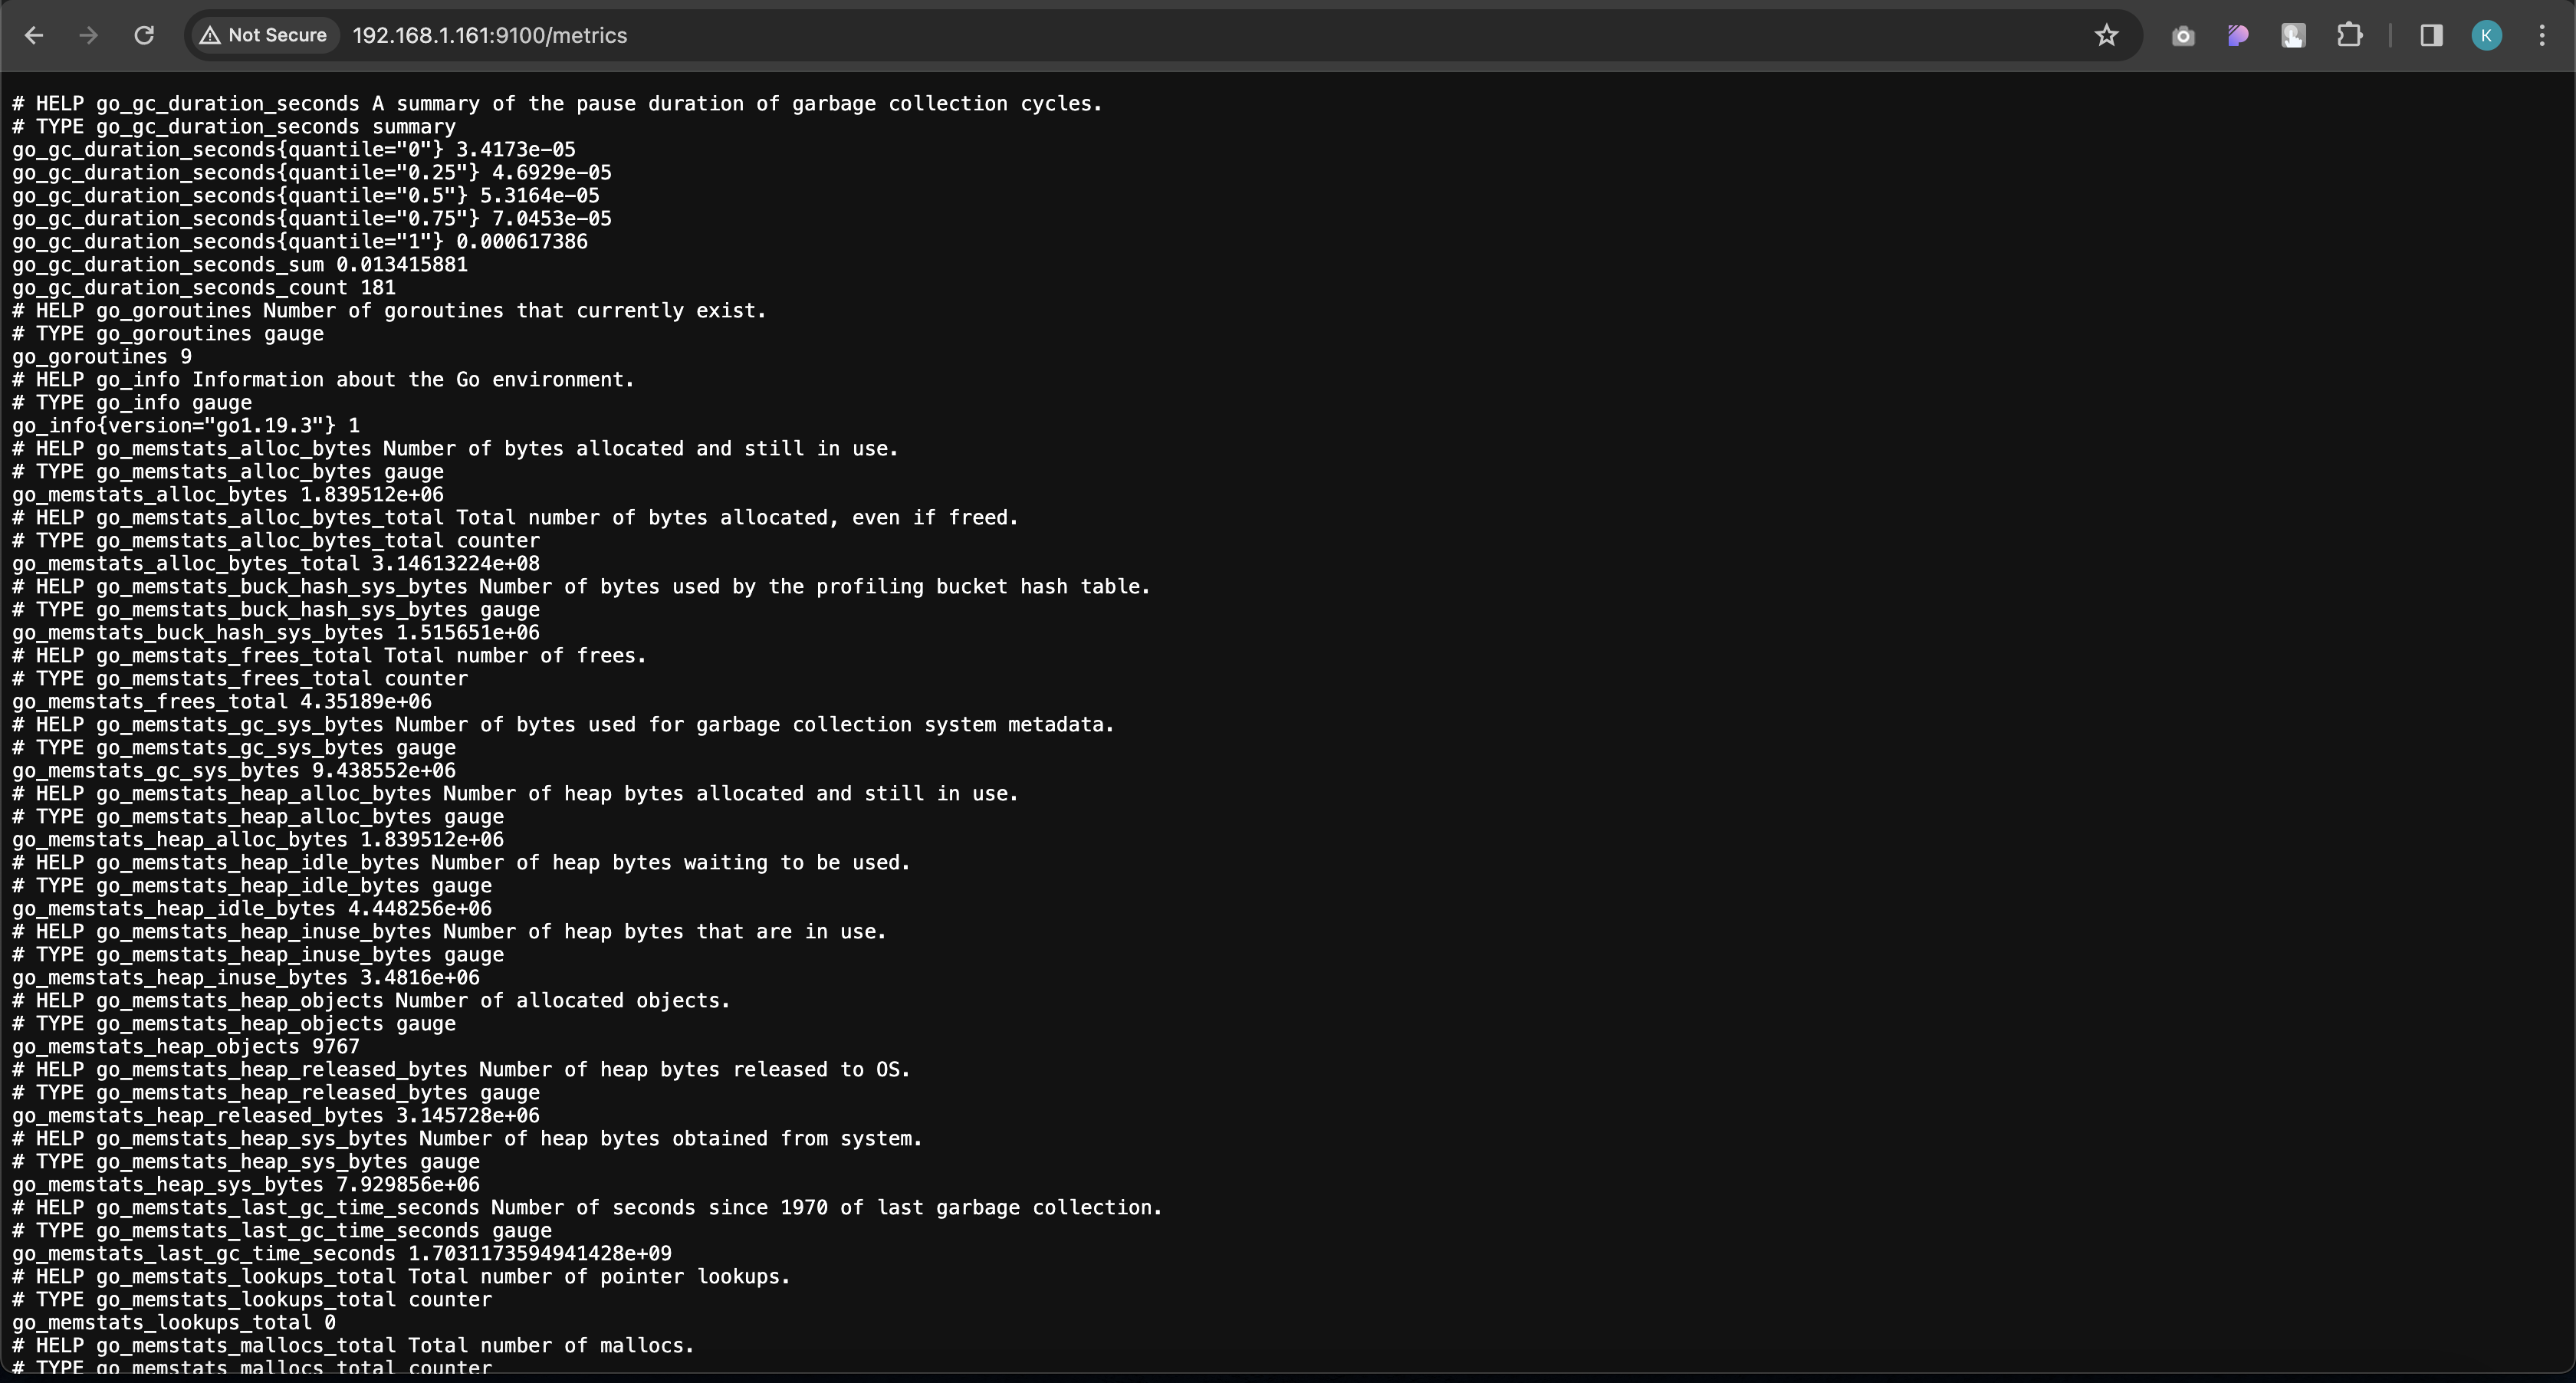 Not Secure 192.168.1.161:9100/metrics K
# HELP go_gc_duration_seconds A summary of the pause duration of garbage collection cycles.
# TYPE go_gc_duration_seconds summary
go_gc_duration_seconds{quantile="0"} 3.4173e-05
go_gc_duration_seconds{quantile="0.25"} 4.6929e-05
go_gc_duration_seconds{quantile="0.5"} 5.3164e-05
go_gc_duration_seconds{quantile="0.75"} 7.0453e-05
go_gc_duration_seconds{quantile="1"} 0.000617386
go_gc_duration_seconds_sum 0.013415881
go_gc_duration_seconds_count 181
# HELP go_goroutines Number of goroutines that currently exist.
# TYPE go_goroutines gauge
go_goroutines 9
# HELP go_info Information about the Go environment.
# TYPE go_info gauge
go_info{version="go1.19.3"} 1
# HELP go_memstats_alloc_bytes Number of bytes allocated and still in use.
# TYPE go_memstats_alloc_bytes gauge
go_memstats_alloc_bytes 1.839512e+06
# HELP go_memstats_alloc_bytes_total Total number of bytes allocated, even if freed.
# TYPE go_memstats_alloc_bytes_total counter
go_memstats_alloc_bytes_total 3.14613224e+08
# HELP go_memstats_buck_hash_sys_bytes Number of bytes used by the profiling bucket hash table.
# TYPE go_memstats_buck_hash_sys_bytes gauge
go_memstats_buck_hash_sys_bytes 1.515651e+06
# HELP go_memstats_frees_total Total number of frees.
# TYPE go_memstats_frees_total counter
go_memstats_frees_total 4.35189e+06
# HELP go_memstats_gc_sys_bytes Number of bytes used for garbage collection system metadata.
# TYPE go_memstats_gc_sys_bytes gauge
go_memstats_gc_sys_bytes 9.438552e+06
# HELP go_memstats_heap_alloc_bytes Number of heap bytes allocated and still in use.
# TYPE go_memstats_heap_alloc_bytes gauge
go_memstats_heap_alloc_bytes 1.839512e+06
# HELP go_memstats_heap_idle_bytes Number of heap bytes waiting to be used.
# TYPE go_memstats_heap_idle_bytes gauge
go_memstats_heap_idle_bytes 4.448256e+06
# HELP go_memstats_heap_inuse_bytes Number of heap bytes that are in use.
# TYPE go_memstats_heap_inuse_bytes gauge
go_memstats_heap_inuse_bytes 3.4816e+06
# HELP go_memstats_heap_objects Number of allocated objects.
# TYPE go_memstats_heap_objects gauge
go_memstats_heap_objects 9767
# HELP go_memstats_heap_released_bytes Number of heap bytes released to OS.
# TYPE go_memstats_heap_released_bytes gauge
go_memstats_heap_released_bytes 3.145728e+06
# HELP go_memstats_heap_sys_bytes Number of heap bytes obtained from system.
# TYPE go_memstats_heap_sys_bytes gauge
go_memstats_heap_sys_bytes 7.929856e+06
# HELP go_memstats_last_gc_time_seconds Number of seconds since 1970 of last garbage collection.
# TYPE go_memstats_last_gc_time_seconds gauge
go_memstats_last_gc_time_seconds 1.7031173594941428e+09
# HELP go_memstats_lookups_total Total number of pointer lookups.
# TYPE go_memstats_lookups_total counter
go_memstats_lookups_total 0
# HELP go_memstats_mallocs_total Total number of mallocs.
# TYPE go_memstats_mallocs_total counter